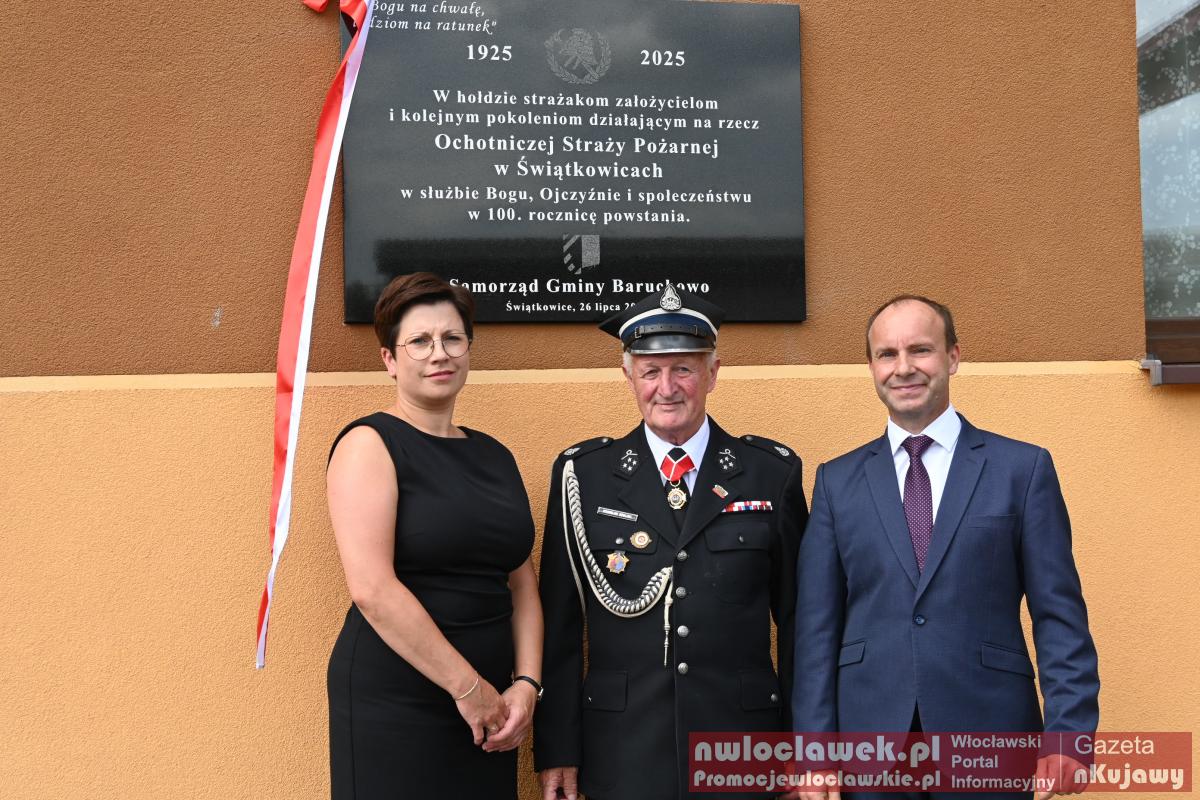 Bogu na chwałę,
ludziom na ratunek"
1925
2025
W hołdzie strażakom założycielom
i kolejnym pokoleniom działającym na rzecz
Ochotniczej Straży Pożarnej
w Świątkowicach
w służbie Bogu, Ojczyźnie i społeczeństwu
w 100. rocznicę powstania.
Samorząd Gminy Baruchowo
Świątkowice, 26 lipca
nwloclawek.pl
Promocjewloclawskie.pl
Włocławski
Portal
Informacyjny
Gazeta
nKujawy